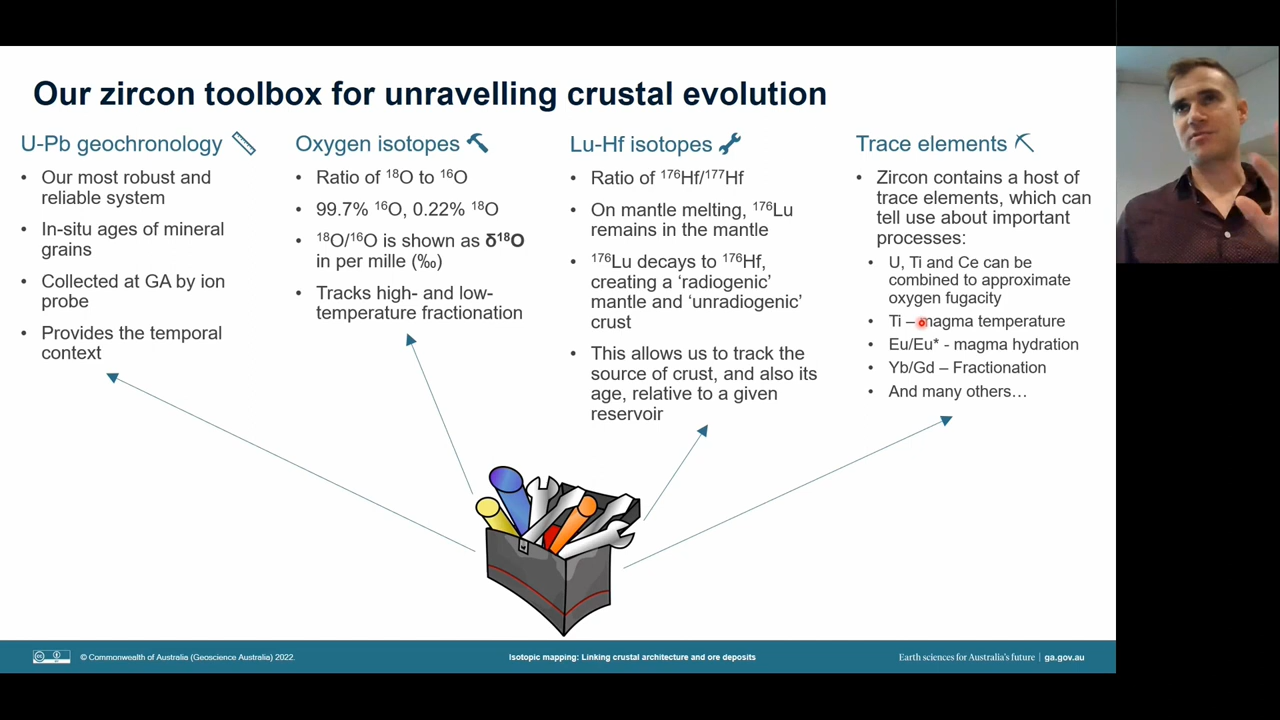 Our zircon toolbox for unravelling crustal evolution
U-Pb geochronology
• Our most robust and
reliable system
• In-situ ages of mineral
grains
• Collected at GA by ion
probe
• Provides the temporal
context
Oxygen isotopes
• Ratio of ¹⁸O to ¹⁶O
• 99.7% ¹⁶O, 0.22% ¹⁸O
• ¹⁸O/¹⁶O is shown as δ¹⁸O
in per mille (‰)
• Tracks high- and low-
temperature fractionation
Lu-Hf isotopes
• Ratio of ¹⁷⁶Hf/¹⁷⁷Hf
• On mantle melting, ¹⁷⁶Lu
remains in the mantle
• ¹⁷⁶Lu decays to ¹⁷⁶Hf,
creating a ‘radiogenic’
mantle and ‘unradiogenic’
crust
• This allows us to track the
source of crust, and also its
age, relative to a given
reservoir
Trace elements
• Zircon contains a host of
trace elements, which can
tell use about important
processes:
• U, Ti and Ce can be
combined to approximate
oxygen fugacity
• Ti – magma temperature
• Eu/Eu* - magma hydration
• Yb/Gd – Fractionation
• And many others…
© Commonwealth of Australia (Geoscience Australia) 2022.
Isotopic mapping: Linking crustal architecture and ore deposits
Earth sciences for Australia's future | ga.gov.au